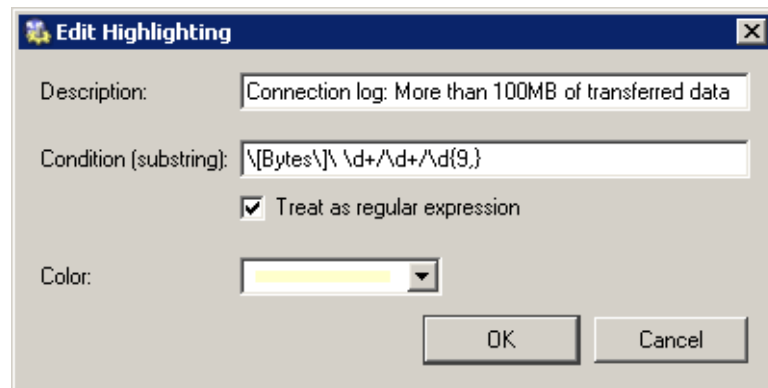 Edit Highlighting
Description: Connection log: More than 100MB of transferred data
Condition (substring): \[Bytes\]\ \d+/\d+/\d{9,}
Treat as regular expression
Color:
OK Cancel